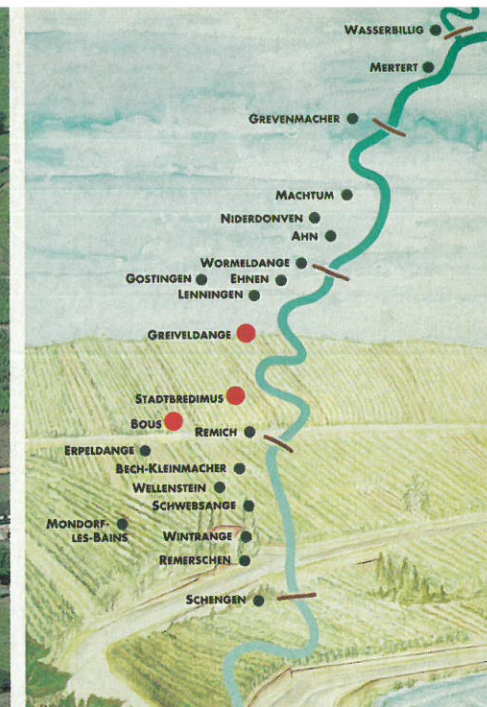 WASSERBILLIG
MERTERT
GREVENMACHER
MACHTUM
NIDERDONVEN
AHN
WORMELDANGE
GOSTINGEN
EHNEN
LENNINGEN
GREIVELDANGE
STADTBREDIMUS
BOUS
REMICH
ERPELDANGE
BECH-KLEINMACHER
WELLENSTEIN
SCHWEBSANGE
MONDORF-
LES-BAINS
WINTRANGE
REMERSCHEN
SCHENGEN